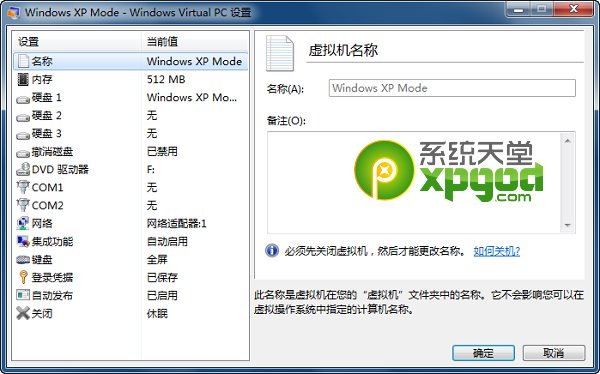 Windows XP Mode - Windows Virtual PC 设置
设置 当前值
名称 Windows XP Mode
内存 512 MB
硬盘 1 Windows XP Mo...
硬盘 2 无
硬盘 3 无
撤消磁盘 已禁用
DVD 驱动器 F:
COM1 无
COM2 无
网络 网络适配器:1
集成功能 自动启用
键盘 全屏
登录凭据 已保存
自动发布 已启用
关闭 休眠
虚拟机名称
名称(A): Windows XP Mode
备注(O):
系统天堂
xpgod
.com
必须先关闭虚拟机，然后才能更改名称。 如何关机?
此名称是虚拟机在您的“虚拟机”文件夹中的名称。它不会影响您可以在
虚拟操作系统中指定的计算机名称。
确定 取消